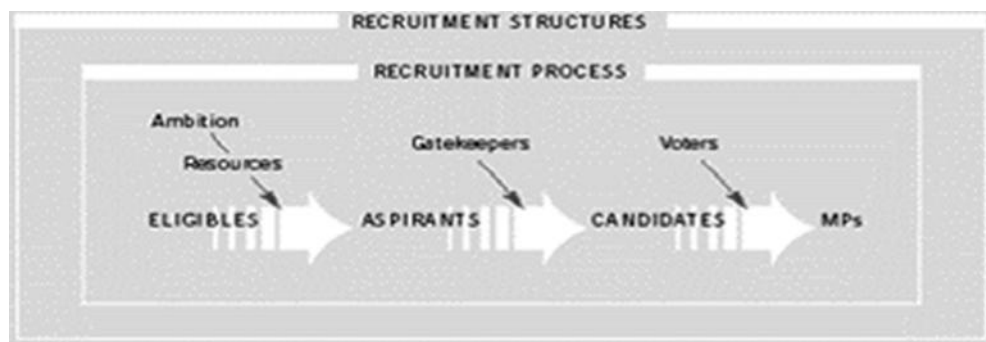 RECRUITMENT STRUCTURES
RECRUITMENT PROCESS
Ambition
Resources
Gatekeepers
Voters
ELIGIBLES ASPIRANTS CANDIDATES MPs